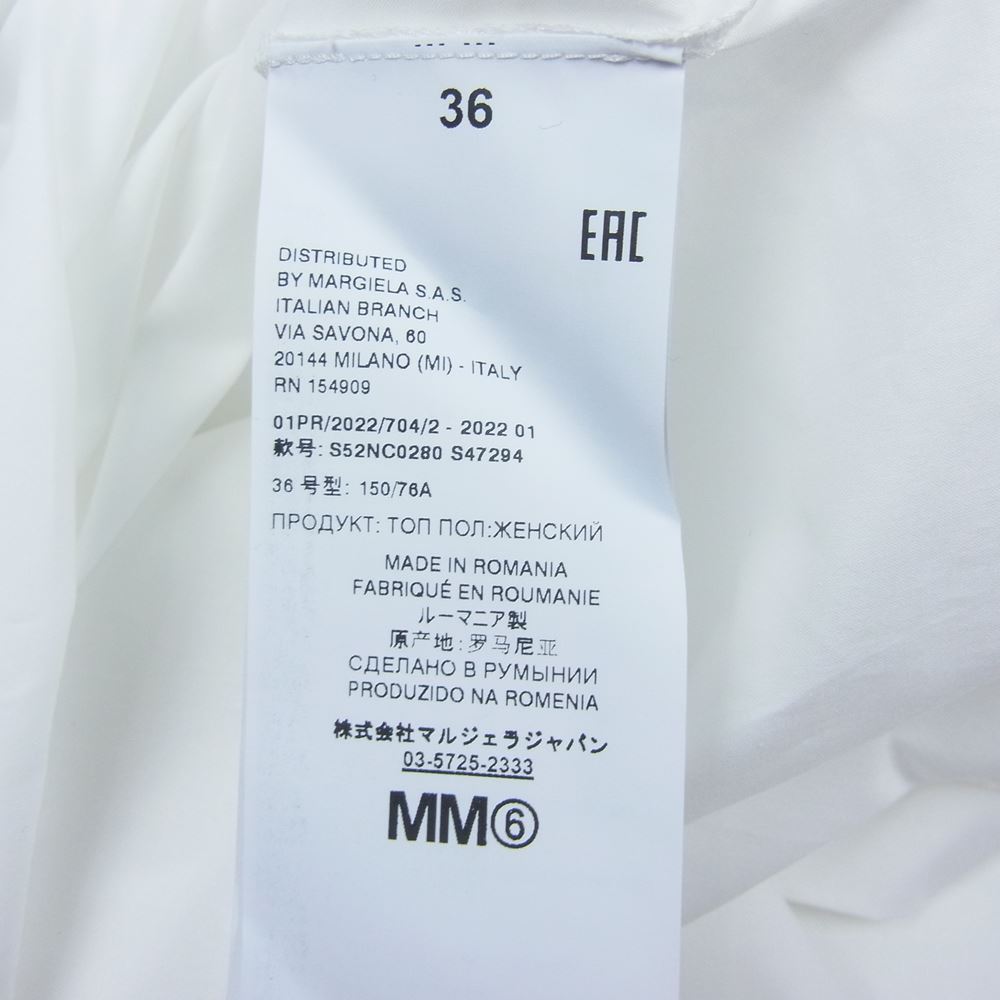 36
EAC
DISTRIBUTED
BY MARGIELA S.A.S.
ITALIAN BRANCH
VIA SAVONA, 60
20144 MILANO (MI) - ITALY
RN 154909
01PR/2022/704/2 - 2022 01
款号: S52NC0280 S47294
36 号型: 150/76A
ПРОДУКТ: ТОП ПОЛ:ЖЕНСКИЙ
MADE IN ROMANIA
FABRIQUÉ EN ROUMANIE
ルーマニア製
原产地: 罗马尼亚
СДЕЛАНО В РУМЫНИИ
PRODUZIDO NA ROMENIA
株式会社マルジェラジャパン
03-5725-2333
MM⑥